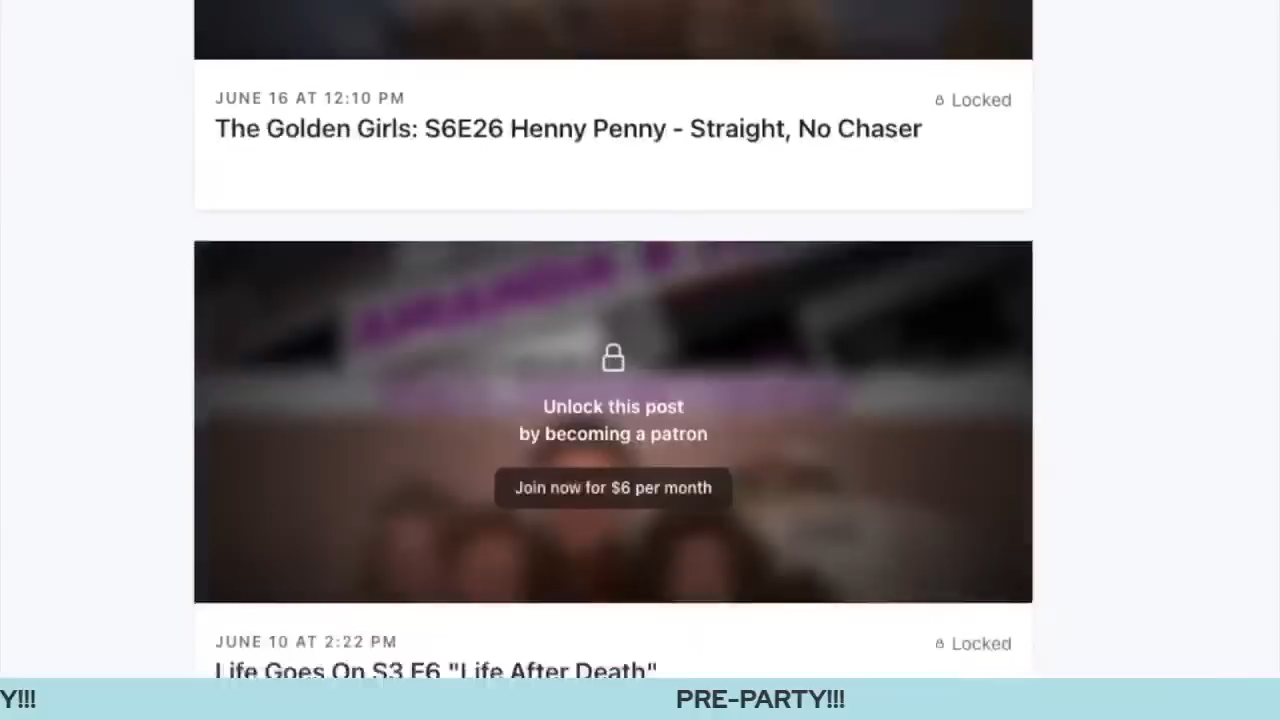 JUNE 16 AT 12:10 PM
Locked
The Golden Girls: S6E26 Henny Penny - Straight, No Chaser
Unlock this post
by becoming a patron
Join now for $6 per month
JUNE 10 AT 2:22 PM
Locked
Life Goes On S3 E6 "Life After Death"
Y!!!
PRE-PARTY!!!